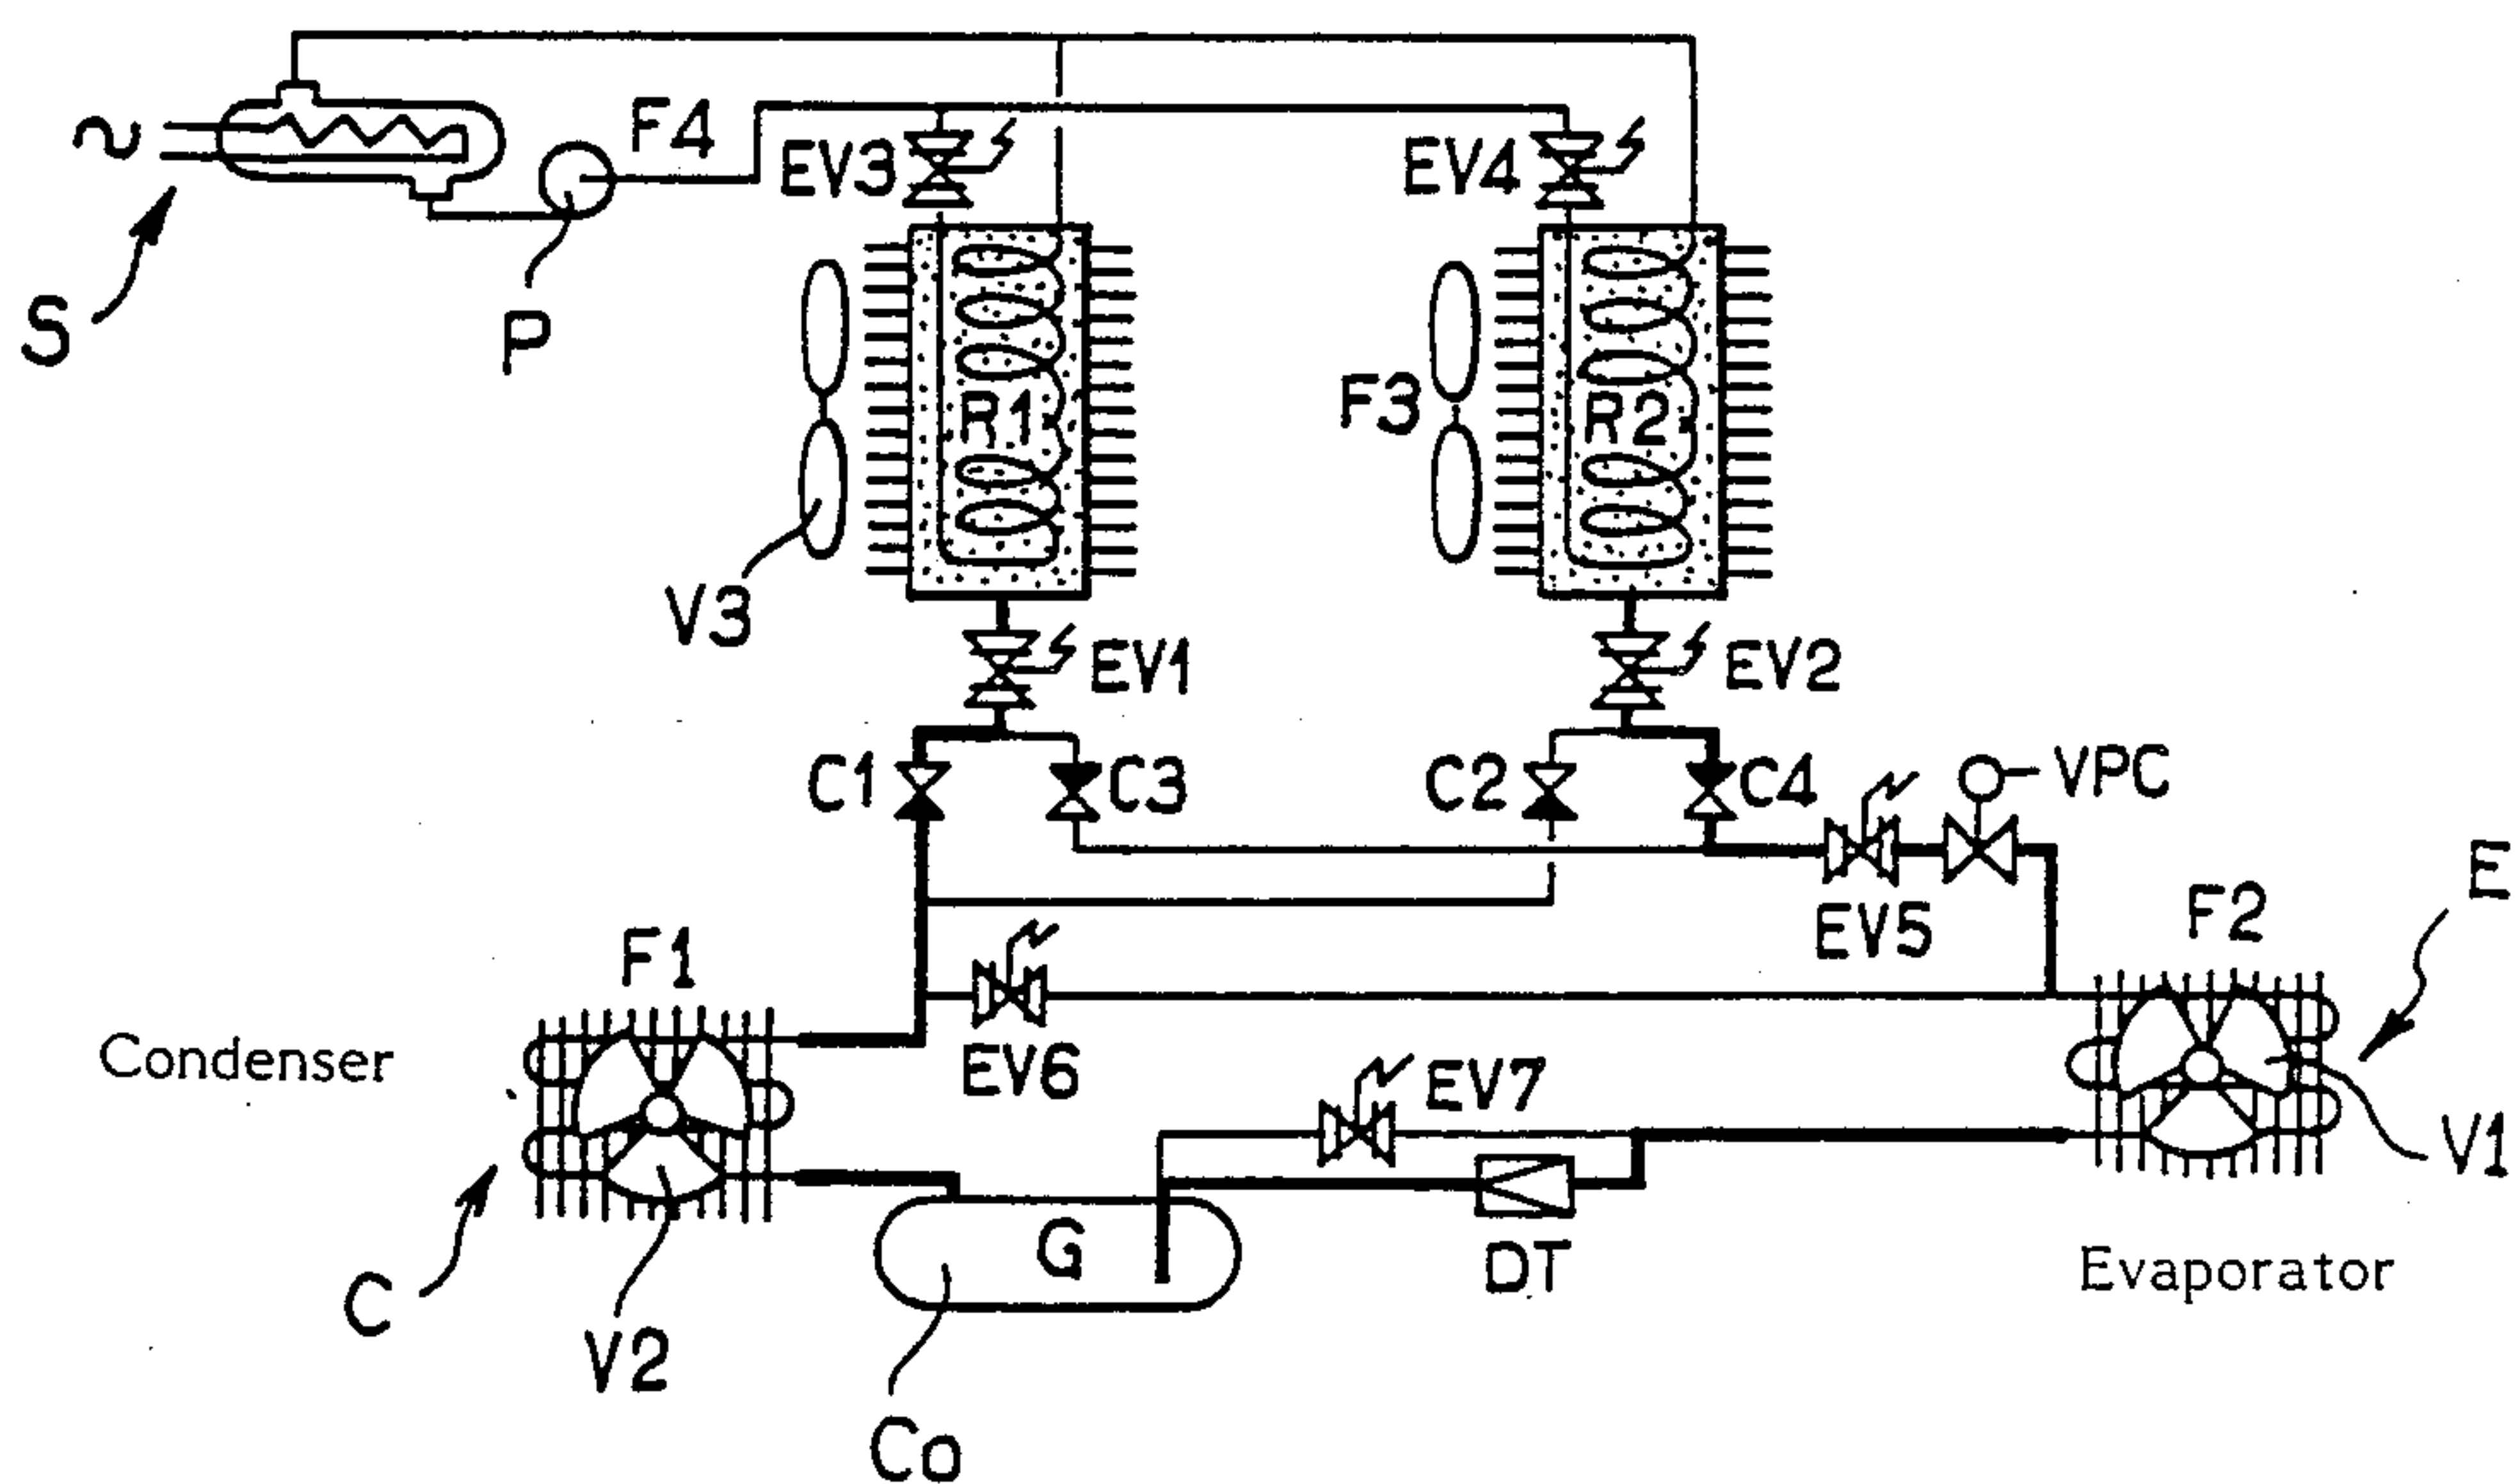 F4
EV3
EV4
S
P
R1
F3
R2
V3
EV1
EV2
C1
C3
C2
C4
VPC
E
EV5
F2
F1
Condenser
EV6
EV7
V1
G
DT
Evaporator
C
V2
Co